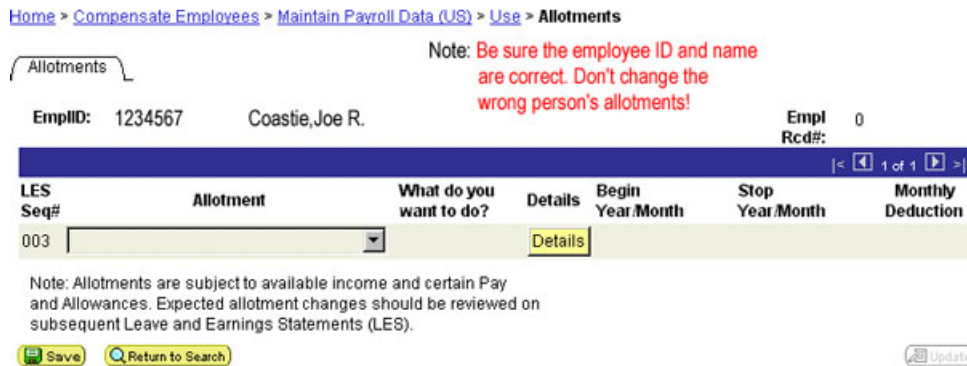 Home > Compensate Employees > Maintain Payroll Data (US) > Use > Allotments
Note: Be sure the employee ID and name
are correct. Don't change the
wrong person's allotments!
Allotments
EmplID: 1234567 Coastie,Joe R. Empl Rcd#: 0
|< 1 of 1 >|
LES Seq# Allotment What do you want to do? Details Begin Year/Month Stop Year/Month Monthly Deduction
003 Details
Note: Allotments are subject to available income and certain Pay
and Allowances. Expected allotment changes should be reviewed on
subsequent Leave and Earnings Statements (LES).
Save Return to Search Update